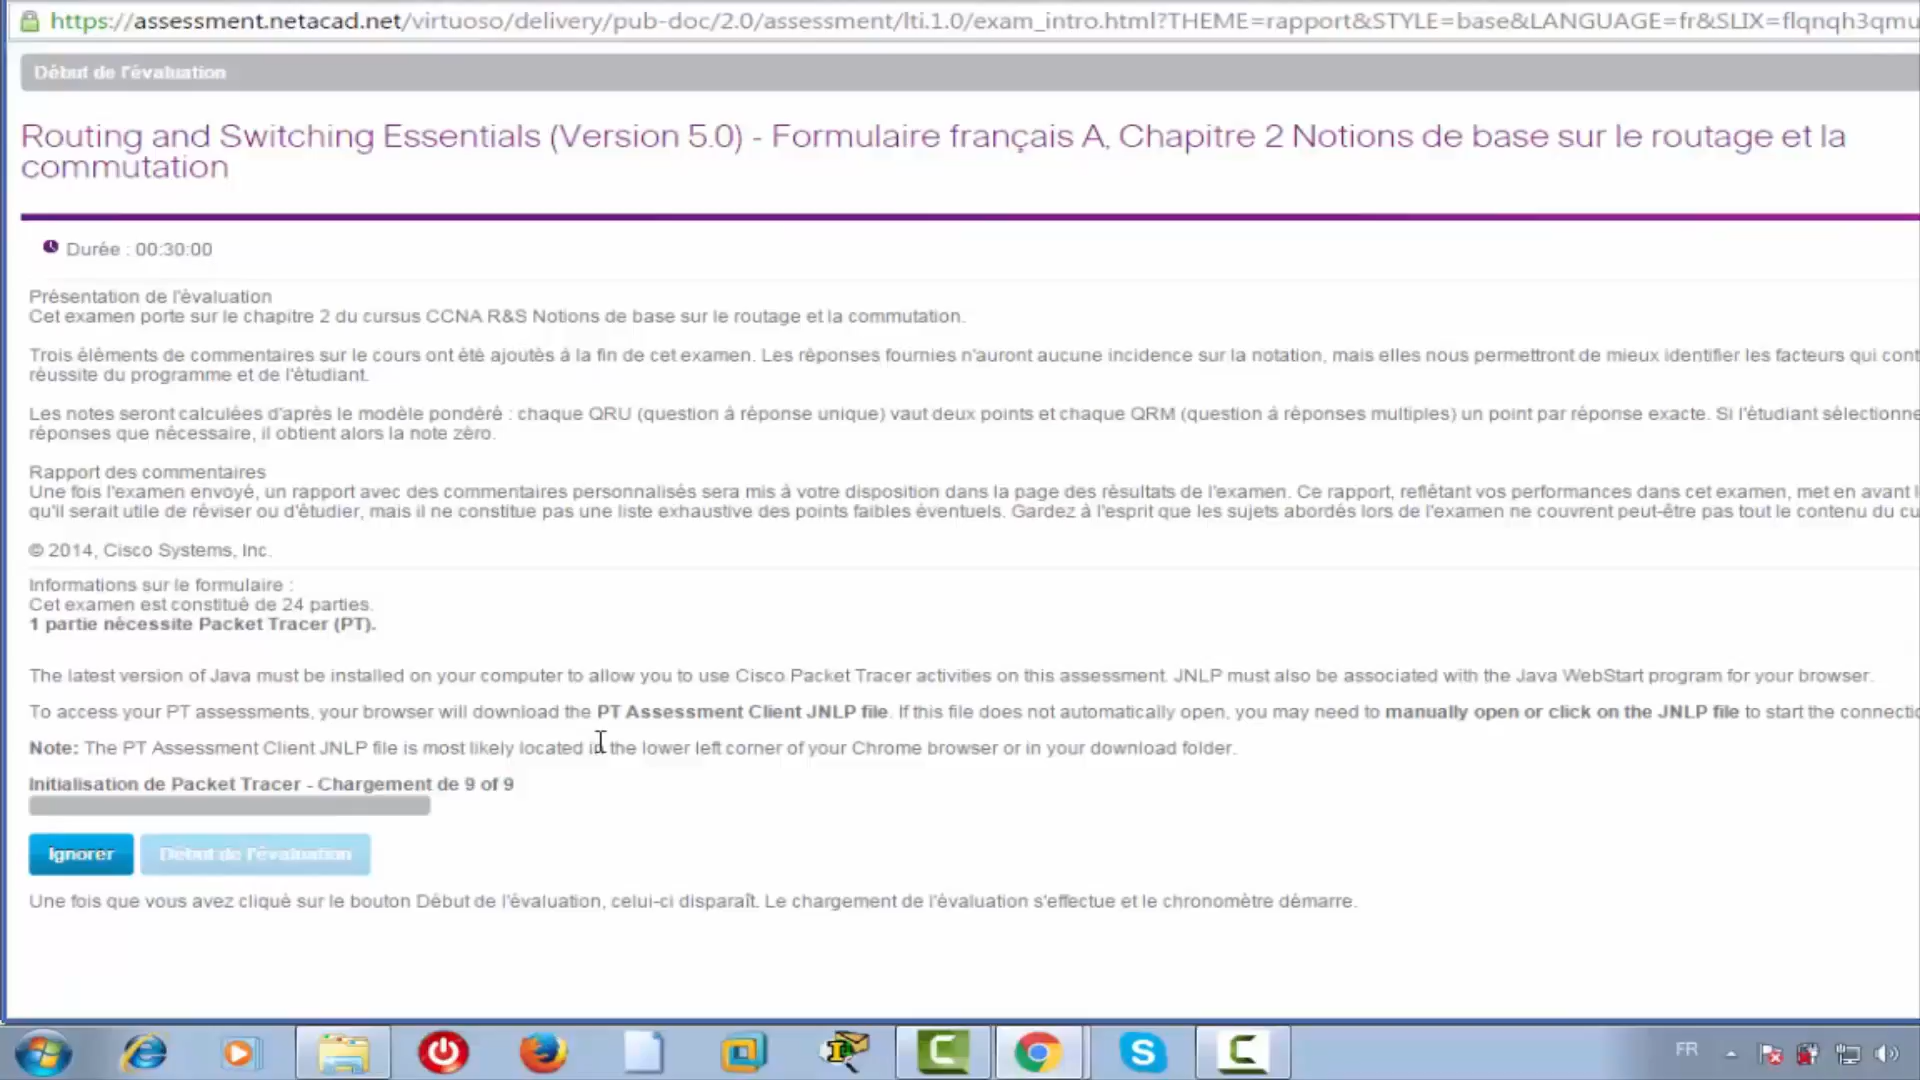 https://assessment.netacad.net/virtuoso/delivery/pub-doc/2.0/assessment/lti.1.0/exam_intro.html?THEME=rapport&STYLE=base&LANGUAGE=fr&SLIX=flqnqh3qmu
Début de l'évaluation
Routing and Switching Essentials (Version 5.0) - Formulaire français A, Chapitre 2 Notions de base sur le routage et la
commutation
Durée : 00:30:00
Présentation de l'évaluation
Cet examen porte sur le chapitre 2 du cursus CCNA R&S Notions de base sur le routage et la commutation.
Trois éléments de commentaires sur le cours ont été ajoutés à la fin de cet examen. Les réponses fournies n'auront aucune incidence sur la notation, mais elles nous permettront de mieux identifier les facteurs qui cont
réussite du programme et de l'étudiant.
Les notes seront calculées d'après le modèle pondéré : chaque QRU (question à réponse unique) vaut deux points et chaque QRM (question à réponses multiples) un point par réponse exacte. Si l'étudiant sélectionne
réponses que nécessaire, il obtient alors la note zéro.
Rapport des commentaires
Une fois l'examen envoyé, un rapport avec des commentaires personnalisés sera mis à votre disposition dans la page des résultats de l'examen. Ce rapport, reflétant vos performances dans cet examen, met en avant l
qu'il serait utile de réviser ou d'étudier, mais il ne constitue pas une liste exhaustive des points faibles éventuels. Gardez à l'esprit que les sujets abordés lors de l'examen ne couvrent peut-être pas tout le contenu du cu
© 2014, Cisco Systems, Inc.
Informations sur le formulaire :
Cet examen est constitué de 24 parties.
1 partie nécessite Packet Tracer (PT).
The latest version of Java must be installed on your computer to allow you to use Cisco Packet Tracer activities on this assessment. JNLP must also be associated with the Java WebStart program for your browser.
To access your PT assessments, your browser will download the PT Assessment Client JNLP file. If this file does not automatically open, you may need to manually open or click on the JNLP file to start the connectio
Note: The PT Assessment Client JNLP file is most likely located in the lower left corner of your Chrome browser or in your download folder.
Initialisation de Packet Tracer - Chargement de 9 of 9
Ignorer Début de l'évaluation
Une fois que vous avez cliqué sur le bouton Début de l'évaluation, celui-ci disparaît. Le chargement de l'évaluation s'effectue et le chronomètre démarre.
FR